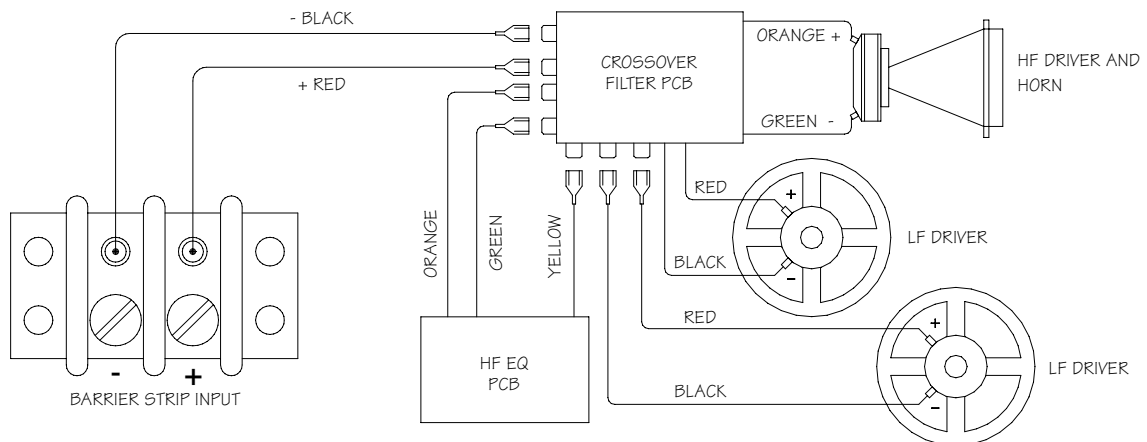 - BLACK
+ RED
CROSSOVER
FILTER PCB
ORANGE +
GREEN -
HF DRIVER AND
HORN
ORANGE
GREEN
YELLOW
RED
+
BLACK
-
LF DRIVER
RED
+
BLACK
-
LF DRIVER
HF EQ
PCB
- +
BARRIER STRIP INPUT